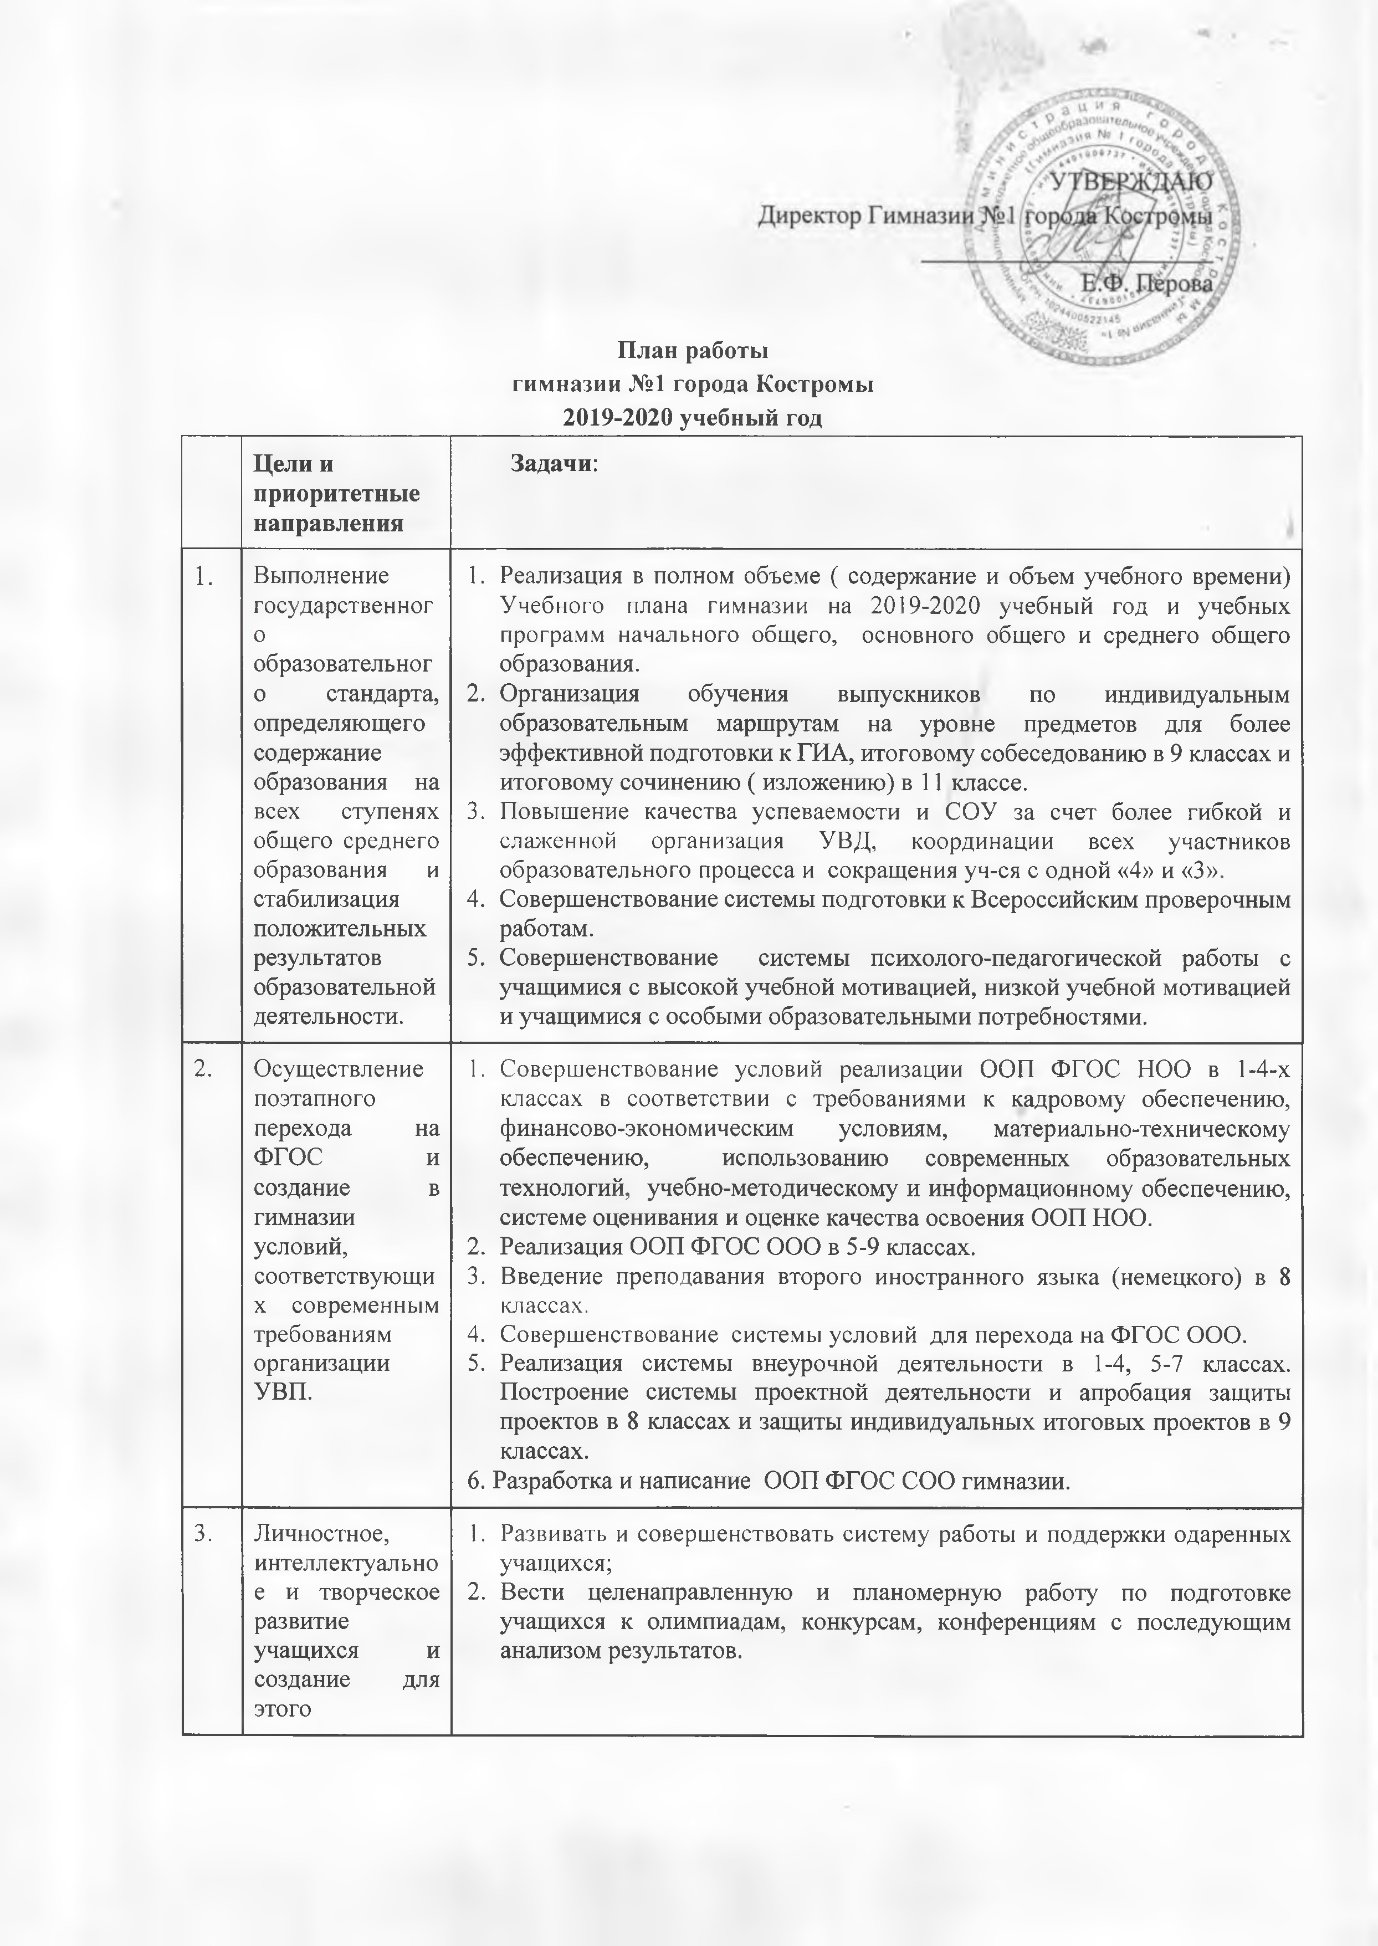 УТВЕРЖДАЮ
Директор Гимназии №1 города Костромы
Е.Ф. Перова
План работы
гимназии №1 города Костромы
2019-2020 учебный год
Цели и
приоритетные
направления
Задачи:
1.
Выполнение
государственног
о
образовательног
о стандарта,
определяющего
содержание
образования на
всех ступенях
общего среднего
образования и
стабилизация
положительных
результатов
образовательной
деятельности.
1. Реализация в полном объеме ( содержание и объем учебного времени)
Учебного плана гимназии на 2019-2020 учебный год и учебных
программ начального общего, основного общего и среднего общего
образования.
2. Организация обучения выпускников по индивидуальным
образовательным маршрутам на уровне предметов для более
эффективной подготовки к ГИА, итоговому собеседованию в 9 классах и
итоговому сочинению ( изложению) в 11 классе.
3. Повышение качества успеваемости и СОУ за счет более гибкой и
слаженной организация УВД, координации всех участников
образовательного процесса и сокращения уч-ся с одной «4» и «3».
4. Совершенствование системы подготовки к Всероссийским проверочным
работам.
5. Совершенствование системы психолого-педагогической работы с
учащимися с высокой учебной мотивацией, низкой учебной мотивацией
и учащимися с особыми образовательными потребностями.
2.
Осуществление
поэтапного
перехода на
ФГОС и
создание в
гимназии
условий,
соответствующи
х современным
требованиям
организации
УВП.
1. Совершенствование условий реализации ООП ФГОС НОО в 1-4-х
классах в соответствии с требованиями к кадровому обеспечению,
финансово-экономическим условиям, материально-техническому
обеспечению, использованию современных образовательных
технологий, учебно-методическому и информационному обеспечению,
системе оценивания и оценке качества освоения ООП НОО.
2. Реализация ООП ФГОС ООО в 5-9 классах.
3. Введение преподавания второго иностранного языка (немецкого) в 8
классах.
4. Совершенствование системы условий для перехода на ФГОС ООО.
5. Реализация системы внеурочной деятельности в 1-4, 5-7 классах.
Построение системы проектной деятельности и апробация защиты
проектов в 8 классах и защиты индивидуальных итоговых проектов в 9
классах.
6. Разработка и написание ООП ФГОС СОО гимназии.
3.
Личностное,
интеллектуально
е и творческое
развитие
учащихся и
создание для
этого
1. Развивать и совершенствовать систему работы и поддержки одаренных
учащихся;
2. Вести целенаправленную и планомерную работу по подготовке
учащихся к олимпиадам, конкурсам, конференциям с последующим
анализом результатов.